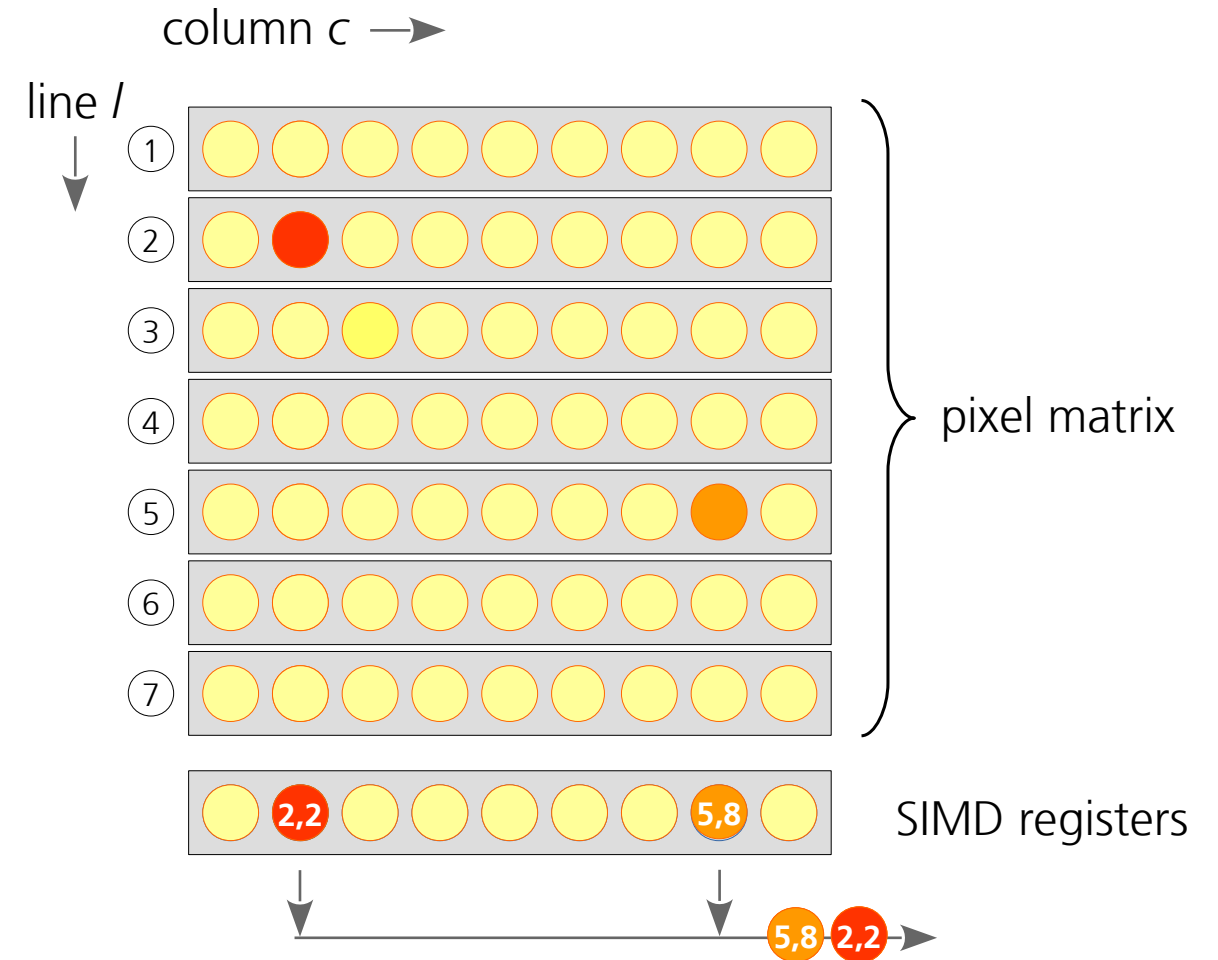 column c
line l
1
2
3
4
5
6
7
pixel matrix
2,2 5,8
SIMD registers
5,8 2,2